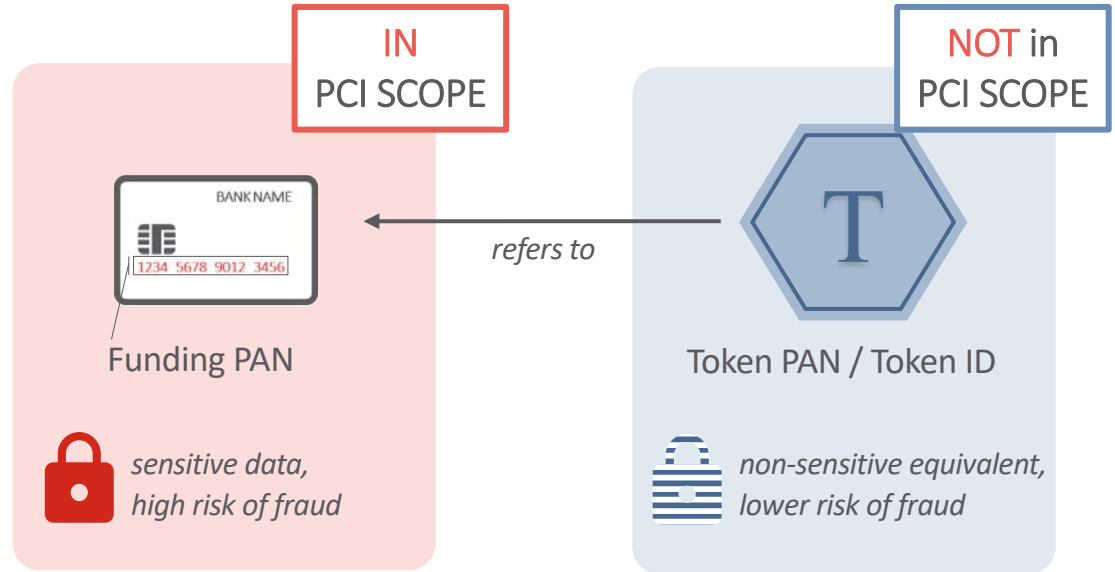 IN
PCI SCOPE
NOT in
PCI SCOPE
BANK NAME
1234 5678 9012 3456
refers to
T
Funding PAN
Token PAN / Token ID
sensitive data,
high risk of fraud
non-sensitive equivalent,
lower risk of fraud